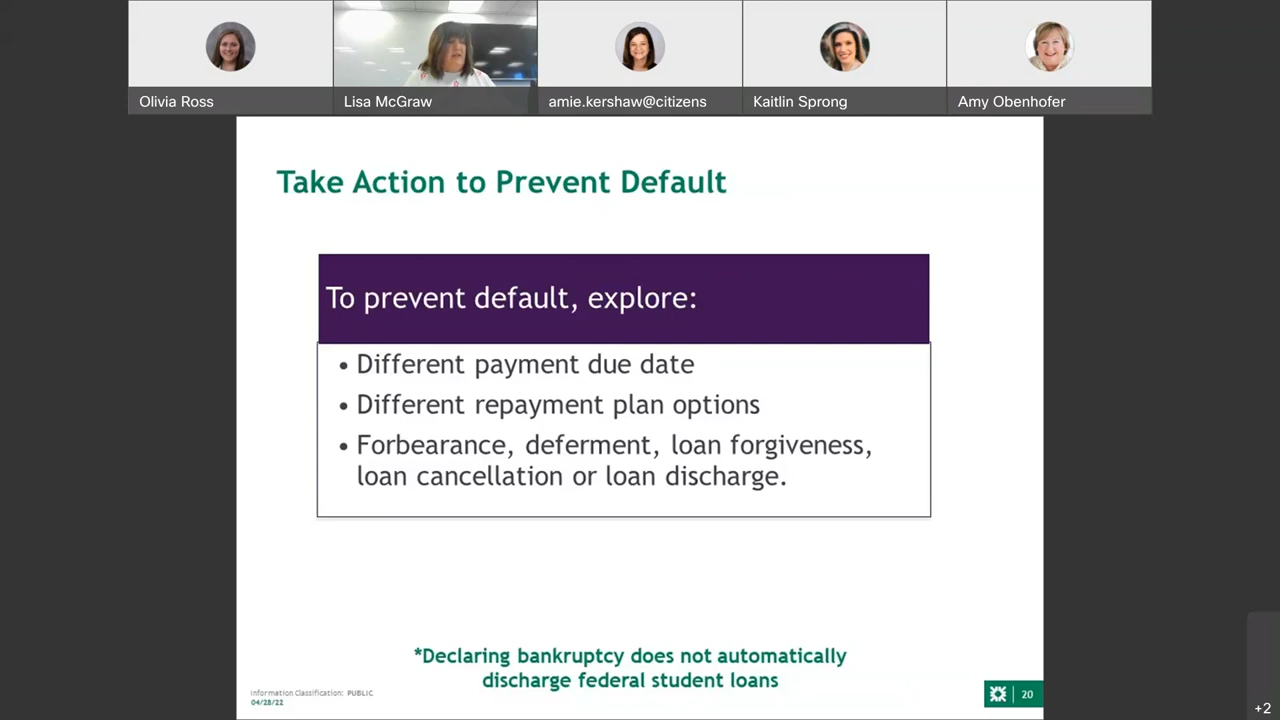 Olivia Ross
Lisa McGraw
amie.kershaw@citizens
Kaitlin Sprong
Amy Obenhofer
Take Action to Prevent Default
To prevent default, explore:
• Different payment due date
• Different repayment plan options
• Forbearance, deferment, loan forgiveness,
loan cancellation or loan discharge.
*Declaring bankruptcy does not automatically
discharge federal student loans
Information Classification: PUBLIC
04/28/22
20
+2